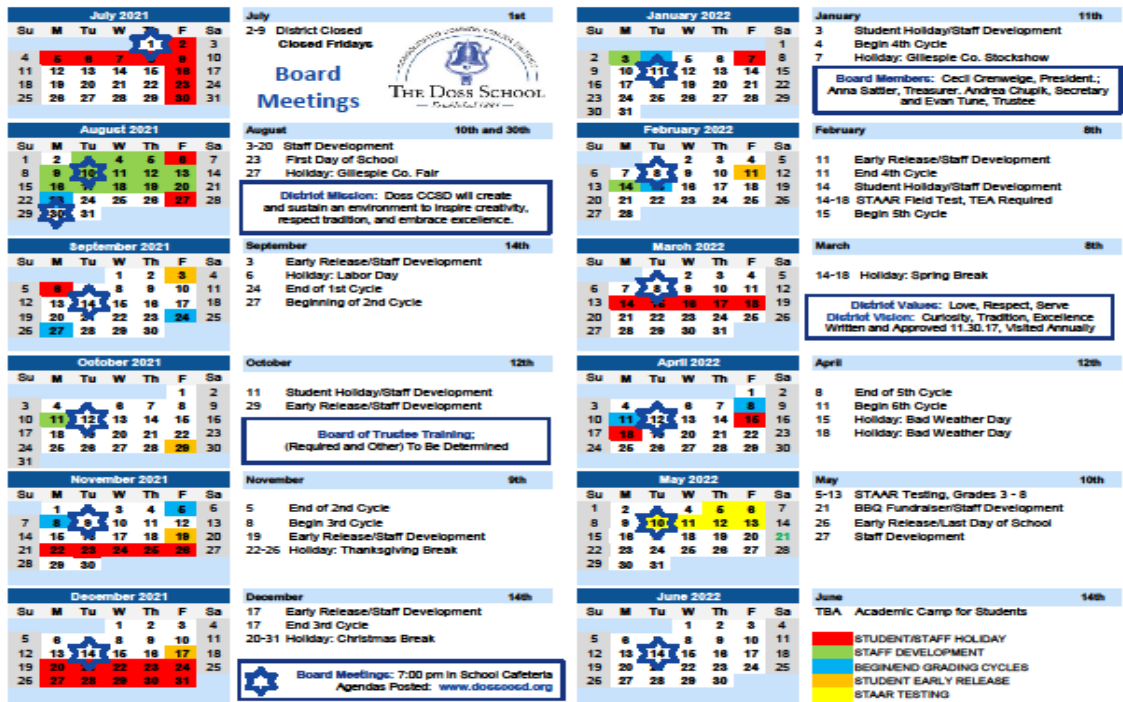 July 2021
Su M Tu W F Sa
1 2 3
4 5 6 7 9 10
11 12 13 14 15 16 17
18 19 20 21 22 23 24
25 26 27 28 29 30 31
July 1st
2-9 District Closed
Closed Fridays
Board
Meetings
THE DOSS SCHOOL
January 2022
Su M Tu W Th F Sa
1
2 3 5 6 7 8
9 10 11 12 13 14 15
16 17 19 20 21 22
23 24 25 26 27 28 29
30 31
January 11th
3 Student Holiday/Staff Development
4 Begin 4th Cycle
7 Holiday: Gillespie Co. Stockshow
Board Members: Cecil Crenwelge, President.;
Anna Sattler, Treasurer. Andrea Chupik, Secretary
and Evan Tune, Trustee
August 2021
Su M Tu W Th F Sa
1 2 4 5 6 7
8 9 10 11 12 13 14
15 16 18 19 20 21
22 23 24 25 26 27 28
29 30 31
August 10th and 30th
3-20 Staff Development
23 First Day of School
27 Holiday: Gillespie Co. Fair
District Mission: Doss CCSD will create
and sustain an environment to inspire creativity,
respect tradition, and embrace excellence.
February 2022
Su M Tu W Th F Sa
2 3 4 5
6 7 8 9 10 11 12
13 14 16 17 18 19
20 21 22 23 24 25 26
27 28
February 8th
11 Early Release/Staff Development
11 End 4th Cycle
14 Student Holiday/Staff Development
14-18 STAAR Field Test, TEA Required
15 Begin 5th Cycle
September 2021
Su M Tu W Th F Sa
1 2 3 4
5 6 8 9 10 11
12 13 14 15 16 17 18
19 20 22 23 24 25
26 27 28 29 30
September 14th
3 Early Release/Staff Development
6 Holiday: Labor Day
24 End of 1st Cycle
27 Beginning of 2nd Cycle
March 2022
Su M Tu W Th F Sa
2 3 4 5
6 7 8 9 10 11 12
13 14 15 16 17 18 19
20 21 22 23 24 25 26
27 28 29 30 31
March 8th
14-18 Holiday: Spring Break
District Values: Love, Respect, Serve
District Vision: Curiosity, Tradition, Excellence
Written and Approved 11.30.17, Visited Annually
October 2021
Su M Tu W Th F Sa
1 2
3 4 6 7 8 9
10 11 12 13 14 15 16
17 18 20 21 22 23
24 25 26 27 28 29 30
31
October 12th
11 Student Holiday/Staff Development
29 Early Release/Staff Development
Board of Trustee Training;
(Required and Other) To Be Determined
April 2022
Su M Tu W Th F Sa
1 2
3 4 6 7 8 9
10 11 12 13 14 15 16
17 18 20 21 22 23
24 25 26 27 28 29 30
April 12th
8 End of 5th Cycle
11 Begin 6th Cycle
15 Holiday: Bad Weather Day
18 Holiday: Bad Weather Day
November 2021
Su M Tu W Th F Sa
1 3 4 5 6
7 8 9 10 11 12 13
14 15 17 18 19 20
21 22 23 24 25 26 27
28 29 30
November 9th
5 End of 2nd Cycle
8 Begin 3rd Cycle
19 Early Release/Staff Development
22-26 Holiday: Thanksgiving Break
May 2022
Su M Tu W Th F Sa
1 2 4 5 6 7
8 9 10 11 12 13 14
15 16 18 19 20 21
22 23 24 25 26 27 28
29 30 31
May 10th
5-13 STAAR Testing, Grades 3 - 8
21 BBQ Fundraiser/Staff Development
26 Early Release/Last Day of School
27 Staff Development
December 2021
Su M Tu W Th F Sa
1 2 3 4
5 6 8 9 10 11
12 13 14 15 16 17 18
19 20 22 23 24 25
26 27 28 29 30 31
December 14th
17 Early Release/Staff Development
17 End 3rd Cycle
20-31 Holiday: Christmas Break
Board Meetings: 7:00 pm in School Cafeteria
Agendas Posted: www.dossccsd.org
June 2022
Su M Tu W Th F Sa
1 2 3 4
5 6 8 9 10 11
12 13 14 15 16 17 18
19 20 22 23 24 25
26 27 28 29 30
June 14th
TBA Academic Camp for Students
STUDENT/STAFF HOLIDAY
STAFF DEVELOPMENT
BEGIN/END GRADING CYCLES
STUDENT EARLY RELEASE
STAAR TESTING